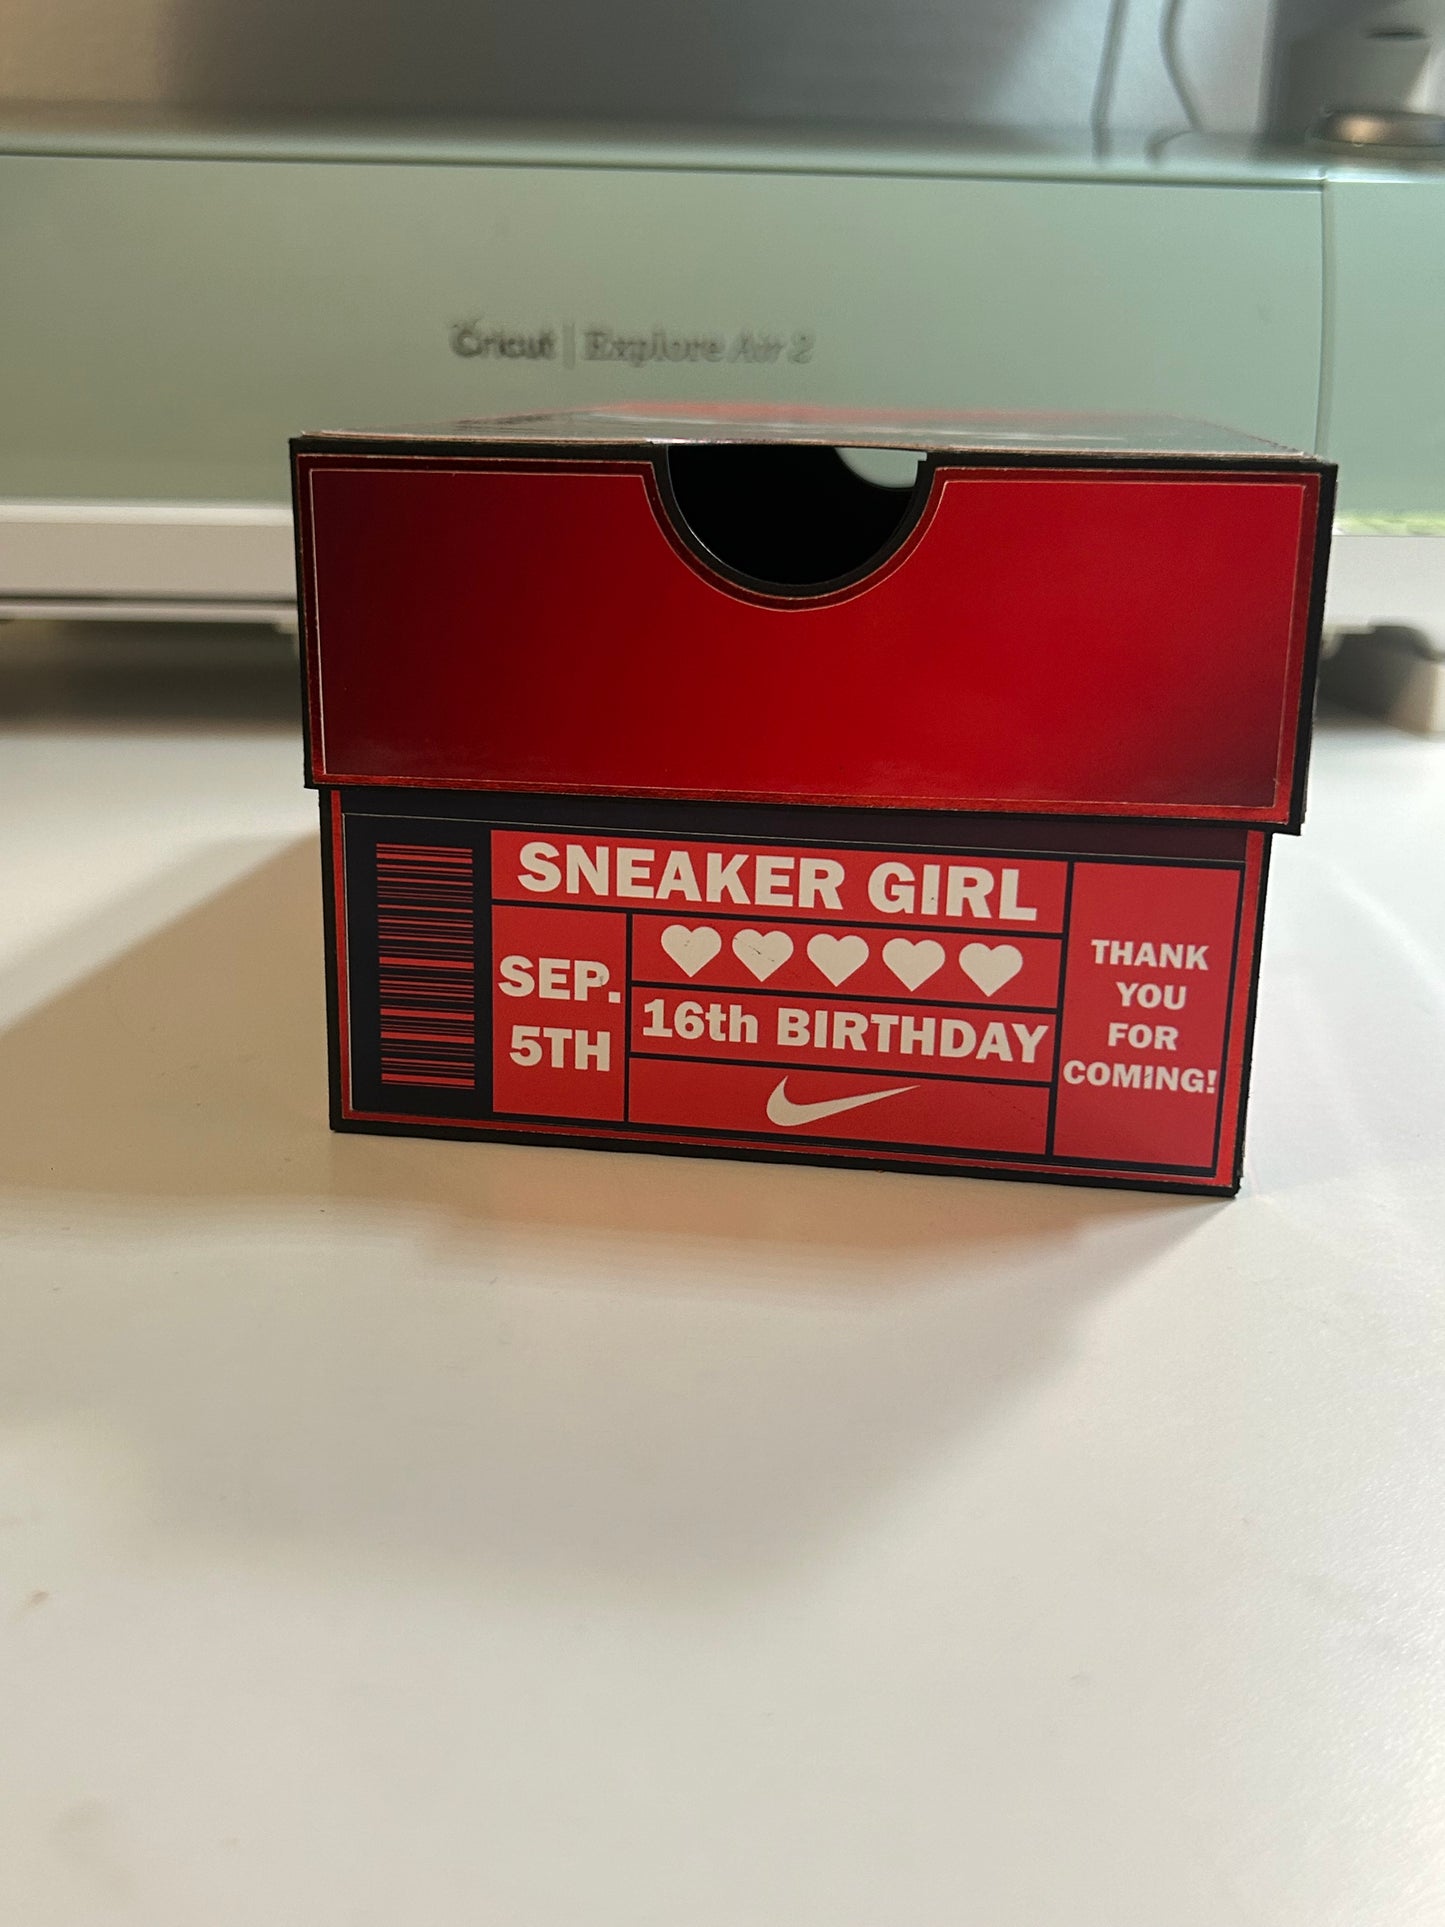 Cricut | Explore Air 2
SNEAKER GIRL
SEP.
5TH
16th BIRTHDAY
THANK
YOU
FOR
COMING!